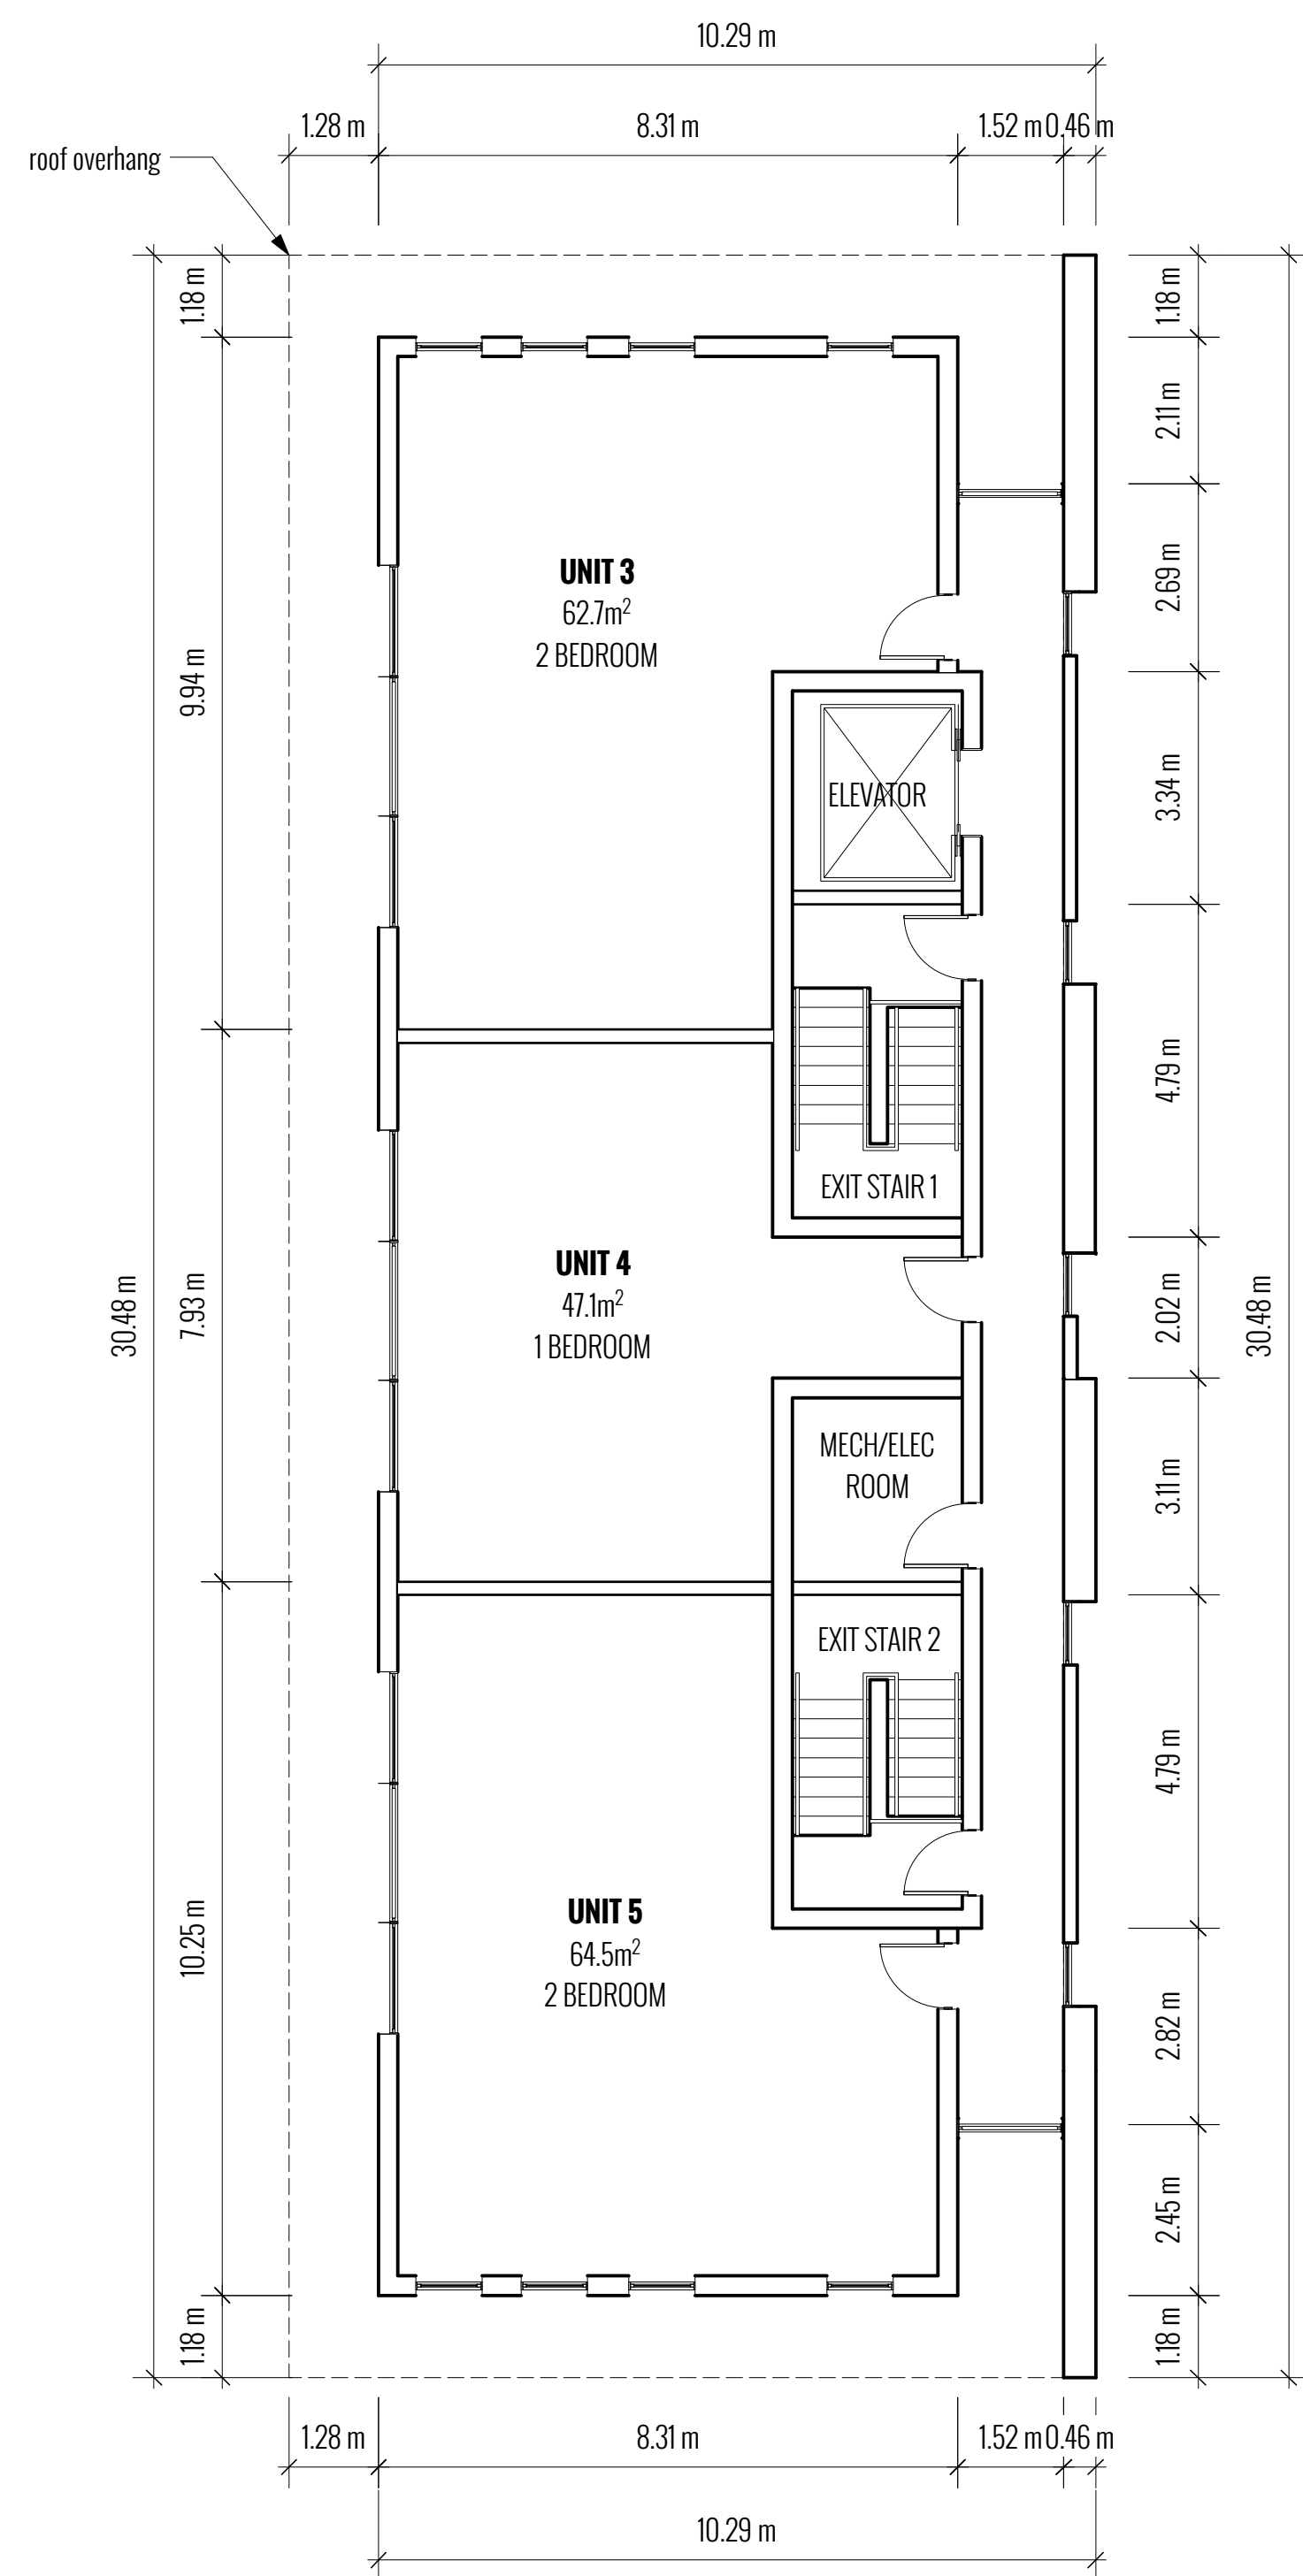 10.29 m
1.28 m
8.31 m
1.52 m
0.46 m
roof overhang
1.18 m
1.18 m
2.11 m
UNIT 3
62.7m²
2 BEDROOM
2.69 m
9.94 m
ELEVATOR
3.34 m
4.79 m
EXIT STAIR 1
UNIT 4
47.1m²
1 BEDROOM
30.48 m
7.93 m
2.02 m
30.48 m
MECH/ELEC
ROOM
3.11 m
EXIT STAIR 2
4.79 m
UNIT 5
64.5m²
2 BEDROOM
10.25 m
2.82 m
2.45 m
1.18 m
1.18 m
1.28 m
8.31 m
1.52 m
0.46 m
10.29 m